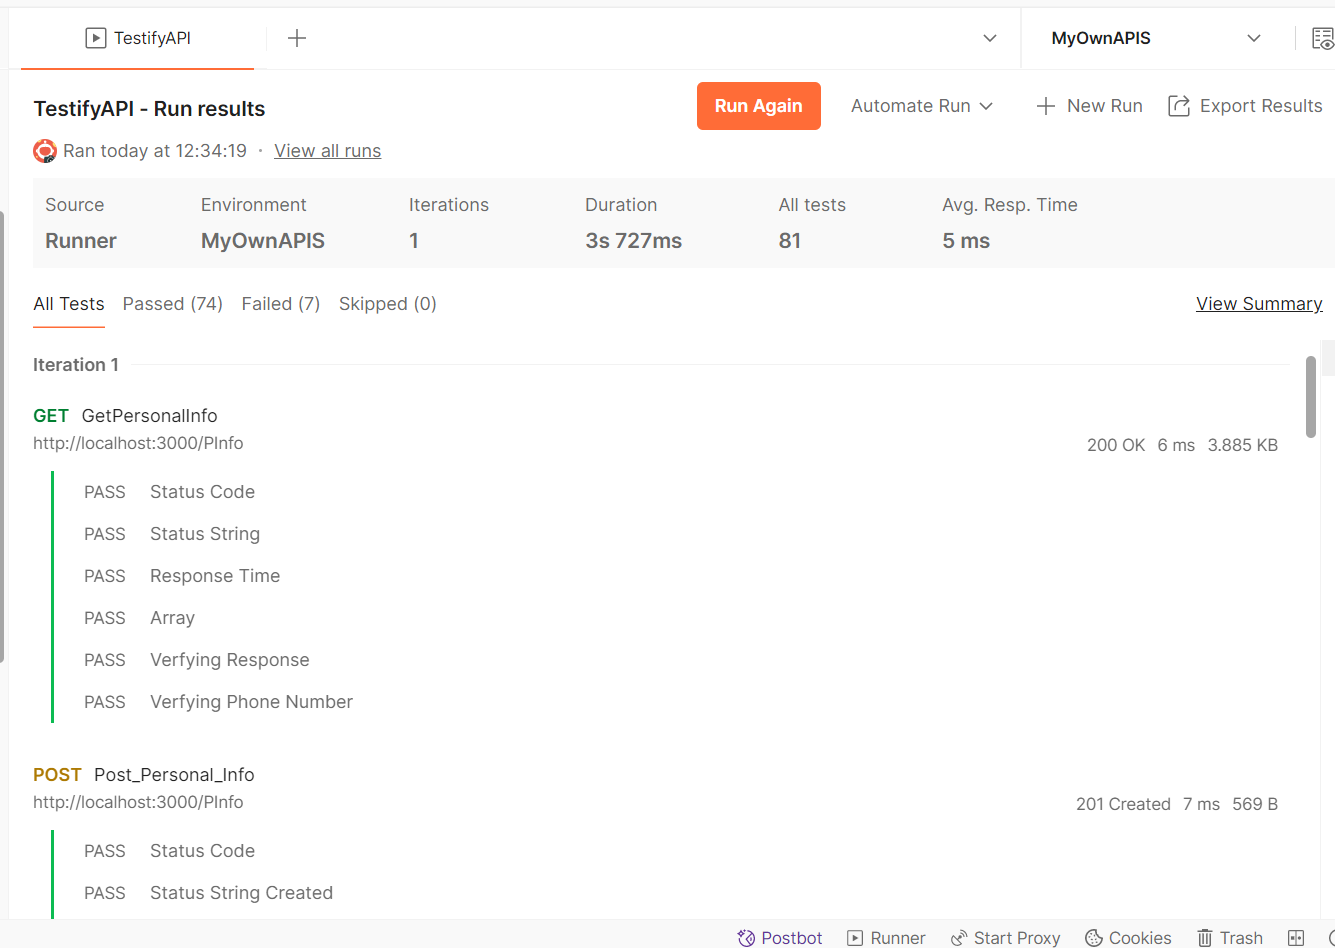 TestifyAPI
MyOwnAPIS
TestifyAPI - Run results
Run Again
Automate Run
New Run
Export Results
Ran today at 12:34:19 · View all runs
Source Environment Iterations Duration All tests Avg. Resp. Time
Runner MyOwnAPIS 1 3s 727ms 81 5 ms
All Tests Passed (74) Failed (7) Skipped (0) View Summary
Iteration 1
GET GetPersonalInfo
http://localhost:3000/PInfo
200 OK 6 ms 3.885 KB
PASS Status Code
PASS Status String
PASS Response Time
PASS Array
PASS Verfying Response
PASS Verfying Phone Number
POST Post_Personal_Info
http://localhost:3000/PInfo
201 Created 7 ms 569 B
PASS Status Code
PASS Status String Created
Postbot Runner Start Proxy Cookies Trash